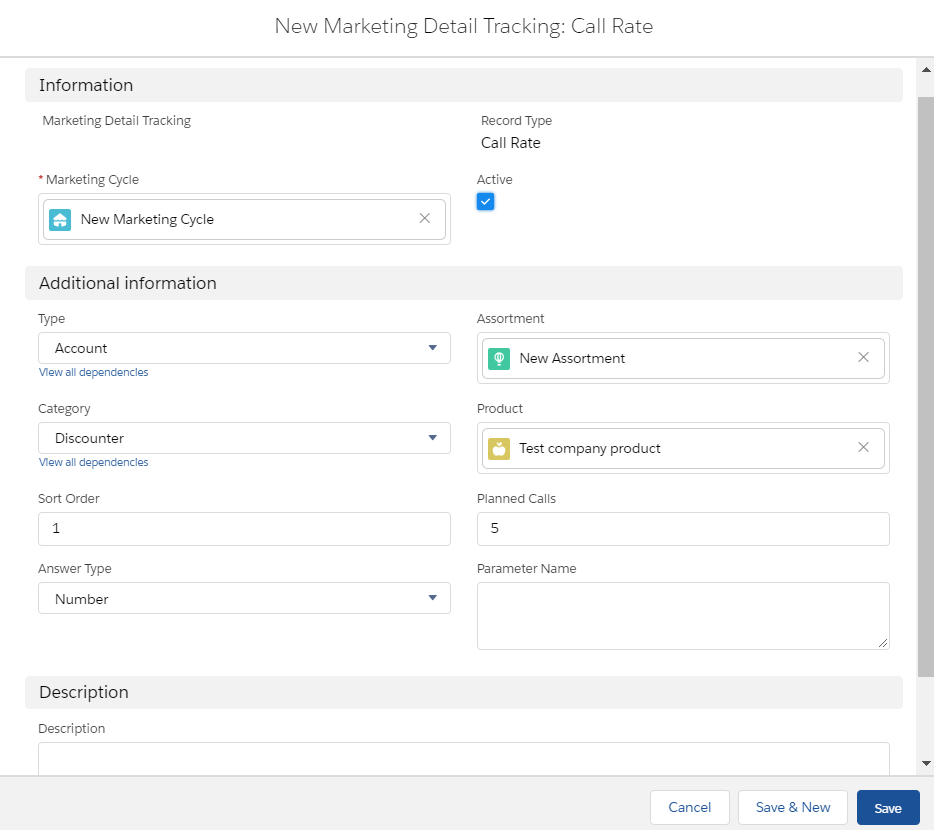 New Marketing Detail Tracking: Call Rate
Information
Marketing Detail Tracking
Record Type
Call Rate
* Marketing Cycle
Active
New Marketing Cycle
Additional information
Type
Assortment
Account
New Assortment
View all dependencies
Category
Product
Discounter
Test company product
View all dependencies
Sort Order
Planned Calls
1
5
Answer Type
Parameter Name
Number
Description
Description
Cancel
Save & New
Save